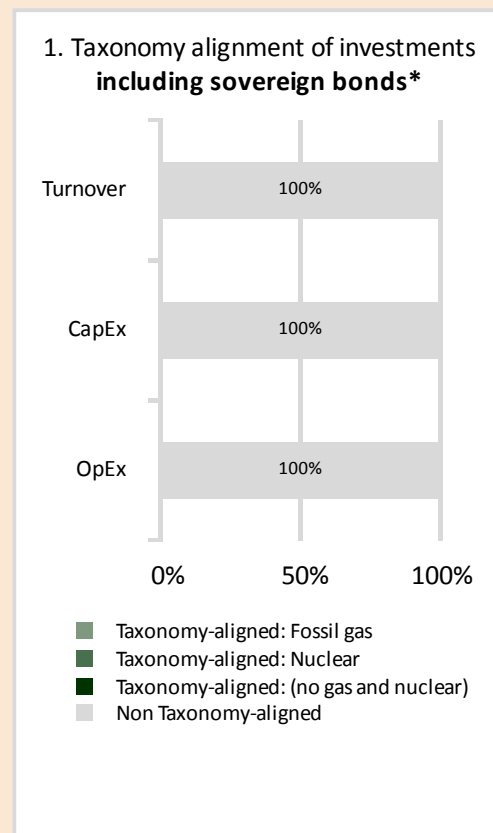 1. Taxonomy alignment of investments
including sovereign bonds*
Turnover
100%
CapEx
100%
OpEx
100%
0% 50% 100%
Taxonomy-aligned: Fossil gas
Taxonomy-aligned: Nuclear
Taxonomy-aligned: (no gas and nuclear)
Non Taxonomy-aligned